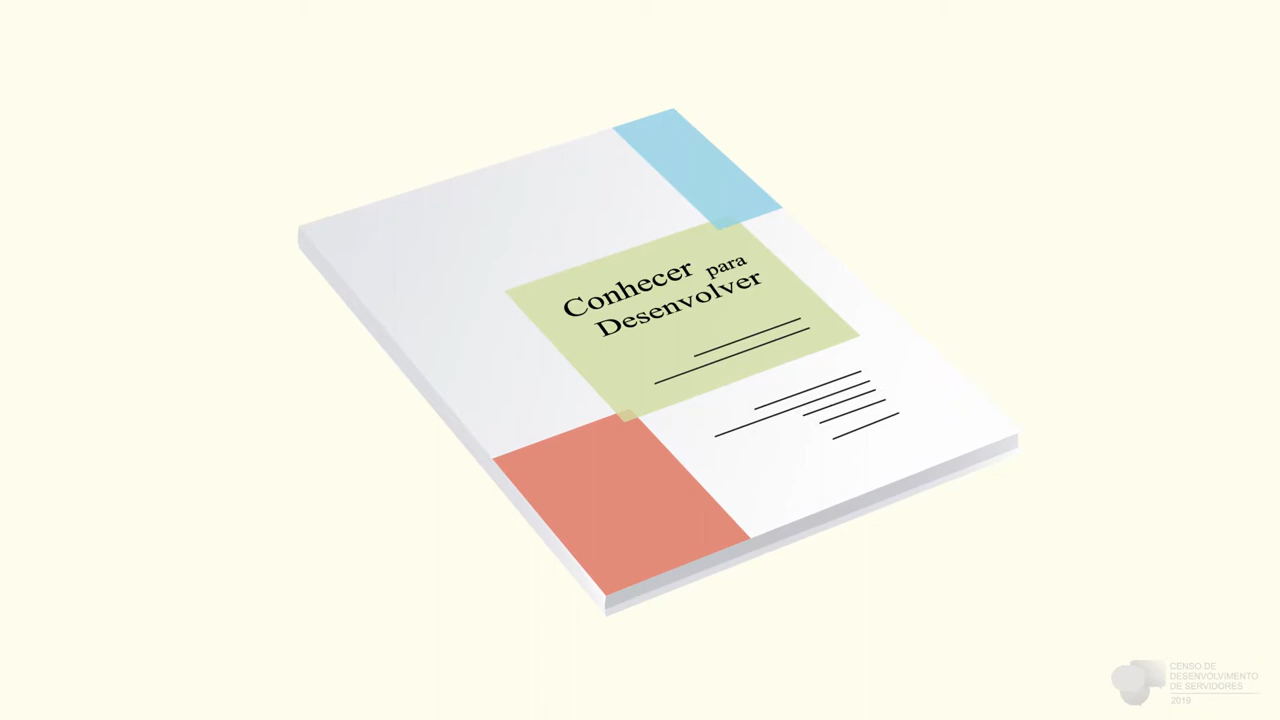 Conhecer para
Desenvolver
CENSO DE
DESENVOLVIMENTO
DE SERVIDORES
2019